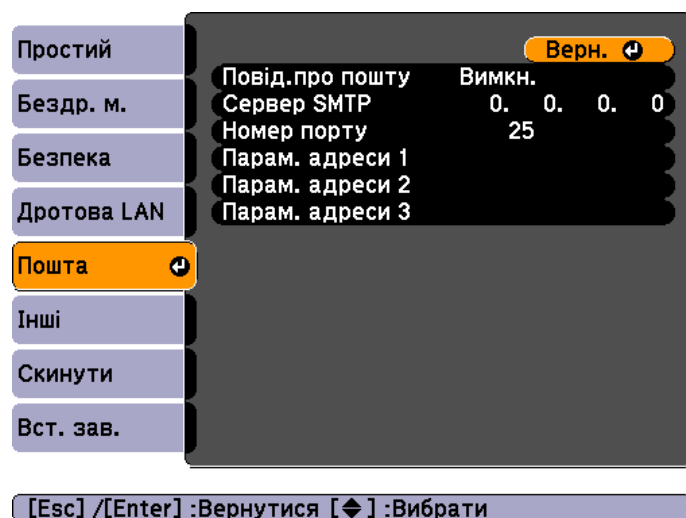 Простий
Бездр. м.
Безпека
Дротова LAN
Пошта
Інші
Скинути
Вст. зав.
Верн.
Повід.про пошту Вимкн.
Сервер SMTP 0. 0. 0. 0
Номер порту 25
Парам. адреси 1
Парам. адреси 2
Парам. адреси 3
[Esc] /[Enter] :Вернутися [◆] :Вибрати